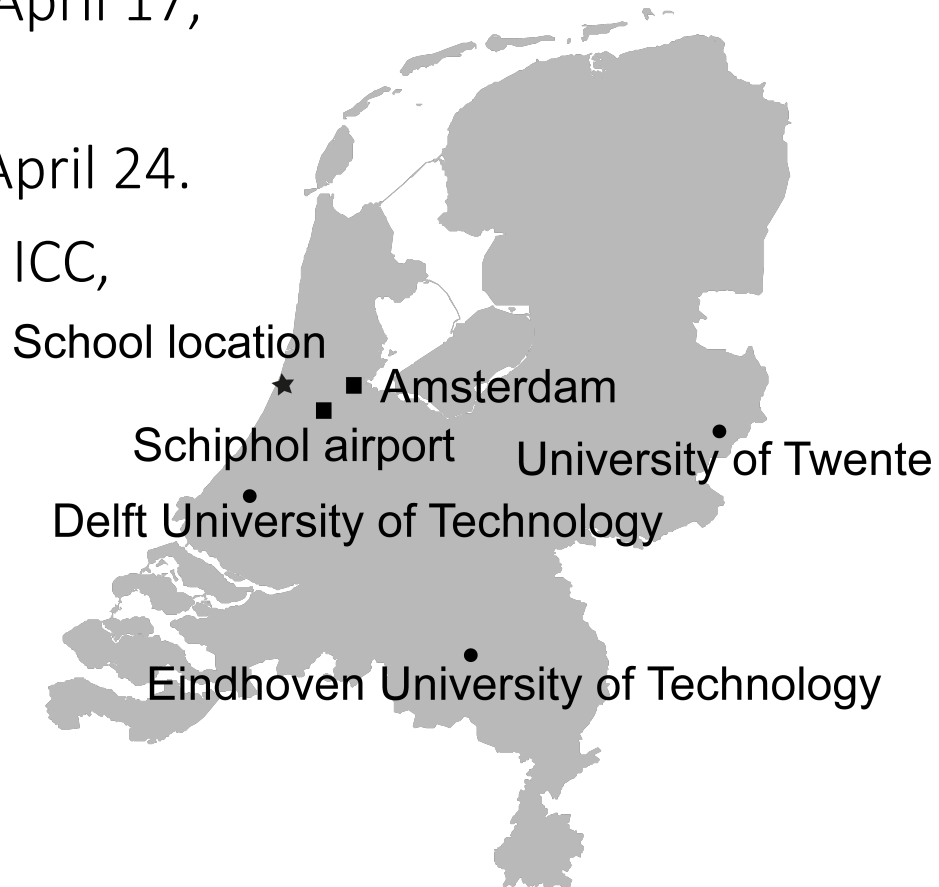 April 17,
April 24.
ICC,
School location
Amsterdam
Schiphol airport
University of Twente
Delft University of Technology
Eindhoven University of Technology